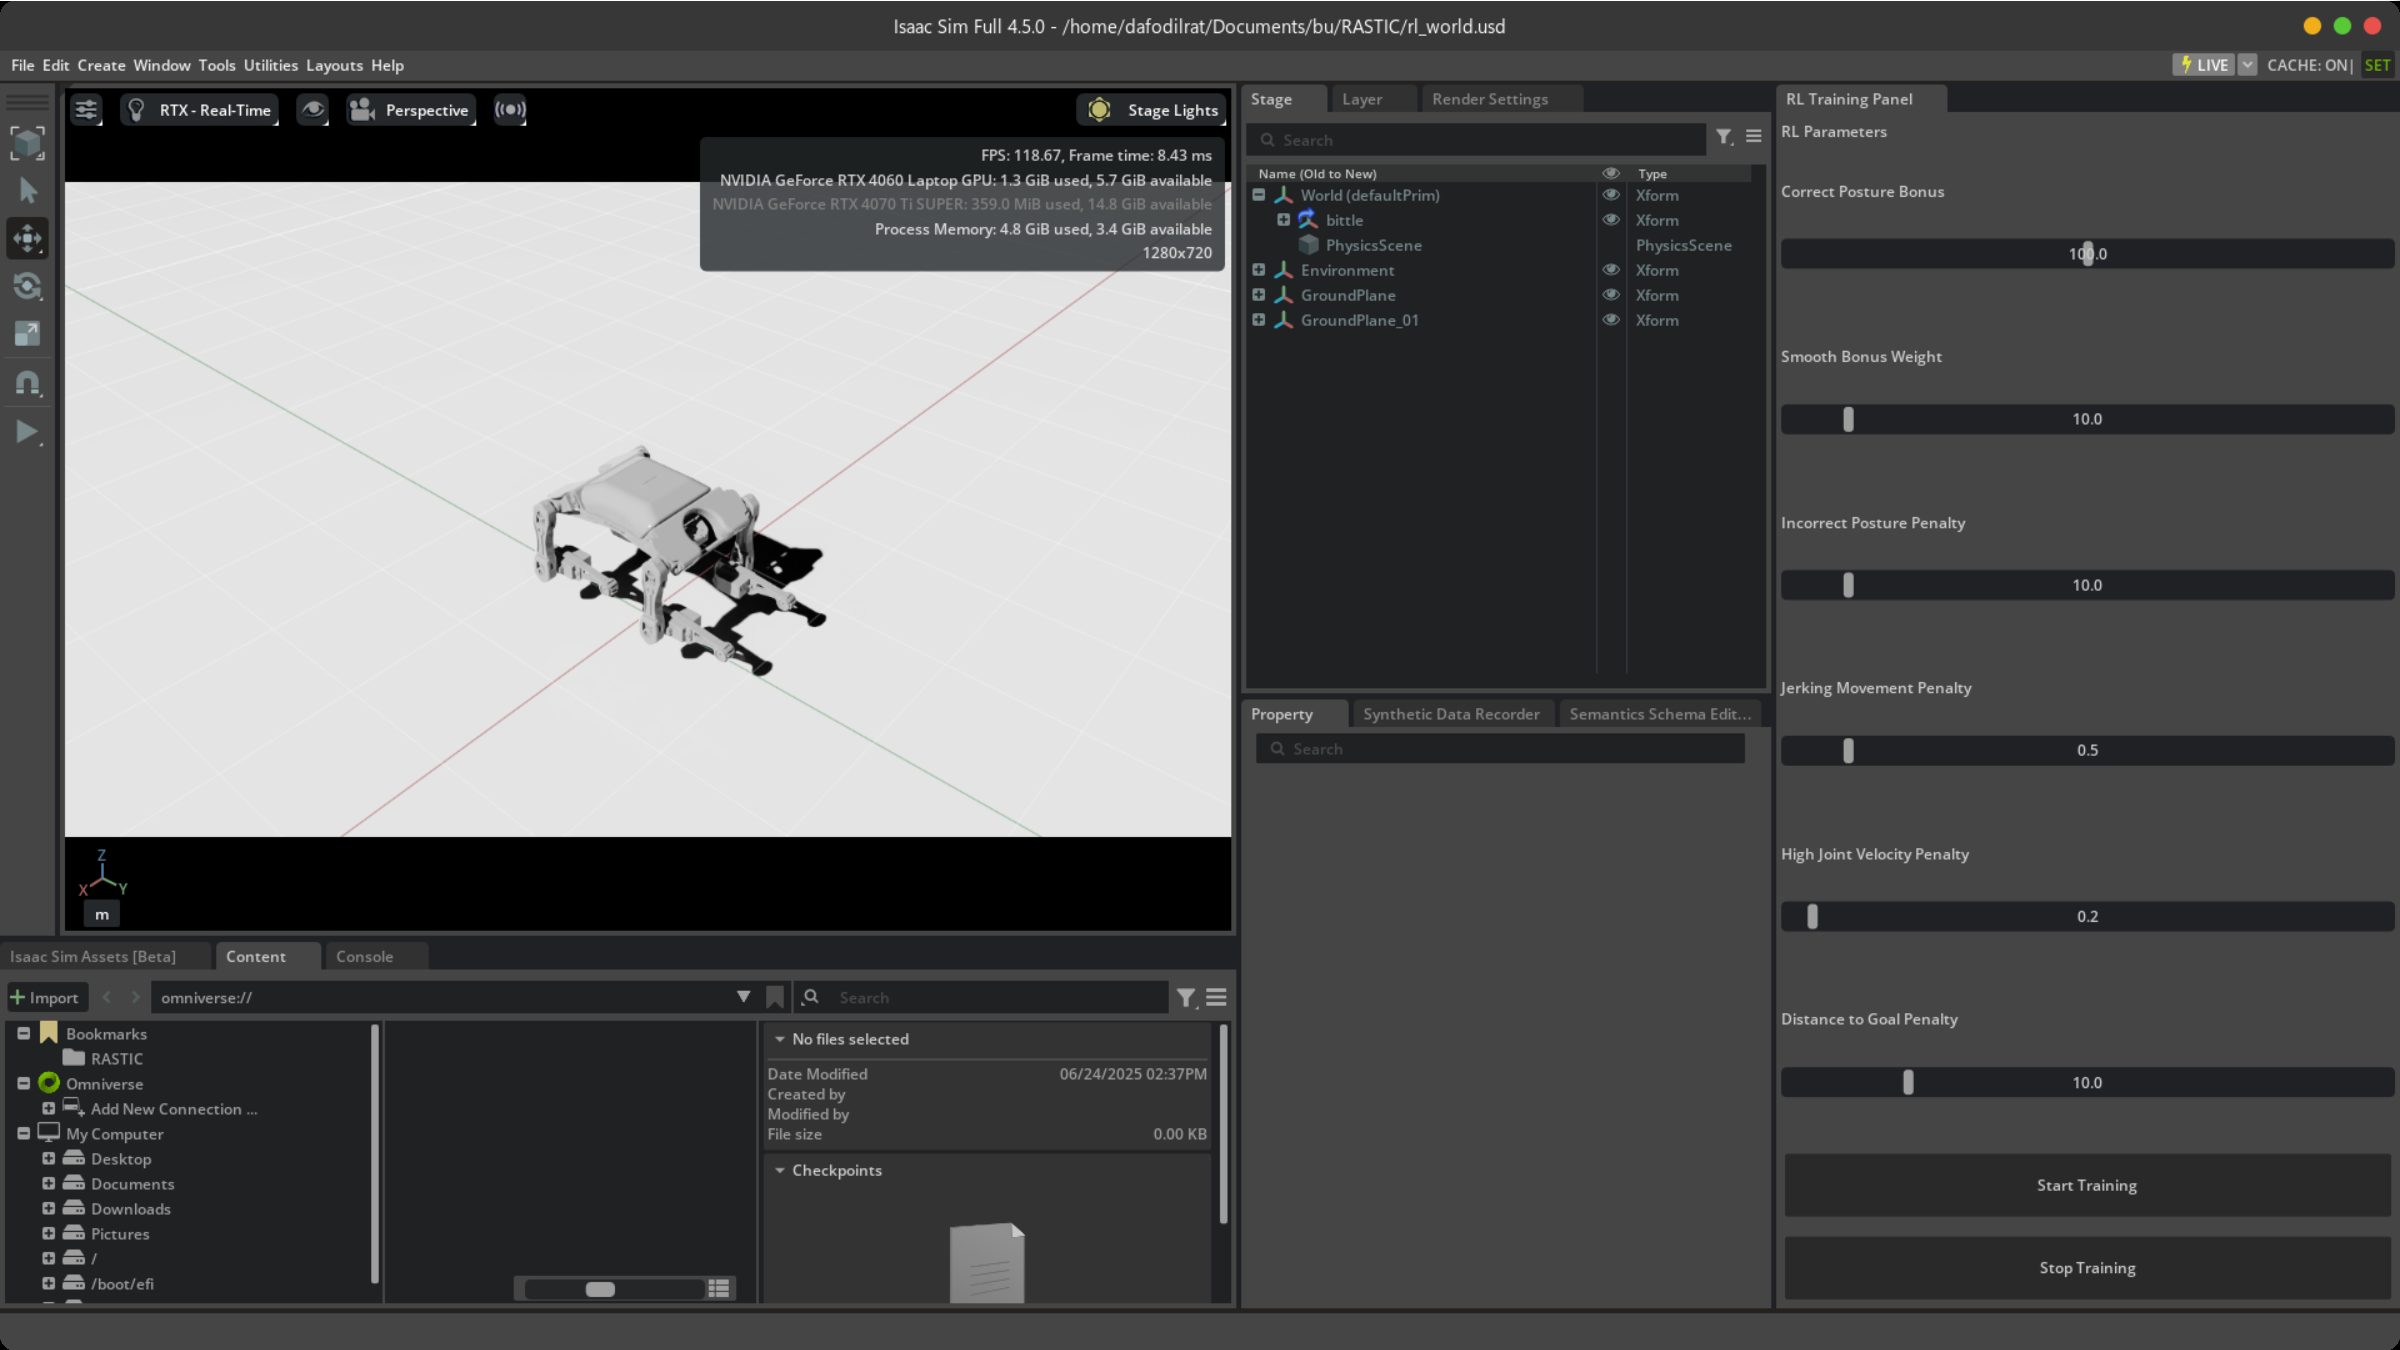 Isaac Sim Full 4.5.0 - /home/dafodilrat/Documents/bu/RASTIC/rl_world.usd
File Edit Create Window Tools Utilities Layouts Help
LIVE CACHE: ON| SET
RTX - Real-Time Perspective Stage Lights
FPS: 118.67, Frame time: 8.43 ms
NVIDIA GeForce RTX 4060 Laptop GPU: 1.3 GiB used, 5.7 GiB available
NVIDIA GeForce RTX 4070 Ti SUPER: 359.0 MiB used, 14.8 GiB available
Process Memory: 4.8 GiB used, 3.4 GiB available
1280x720
Z
X Y
m
Stage Layer Render Settings
Search
Name (Old to New) Type
World (defaultPrim) Xform
bittle Xform
PhysicsScene PhysicsScene
Environment Xform
GroundPlane Xform
GroundPlane_01 Xform
Property Synthetic Data Recorder Semantics Schema Edit...
Search
RL Training Panel
RL Parameters
Correct Posture Bonus
100.0
Smooth Bonus Weight
10.0
Incorrect Posture Penalty
10.0
Jerking Movement Penalty
0.5
High Joint Velocity Penalty
0.2
Distance to Goal Penalty
10.0
Start Training
Stop Training
Isaac Sim Assets [Beta] Content Console
Import omniverse:// Search
Bookmarks
RASTIC
Omniverse
Add New Connection ...
My Computer
Desktop
Documents
Downloads
Pictures
/
/boot/efi
No files selected
Date Modified 06/24/2025 02:37PM
Created by
Modified by
File size 0.00 KB
Checkpoints